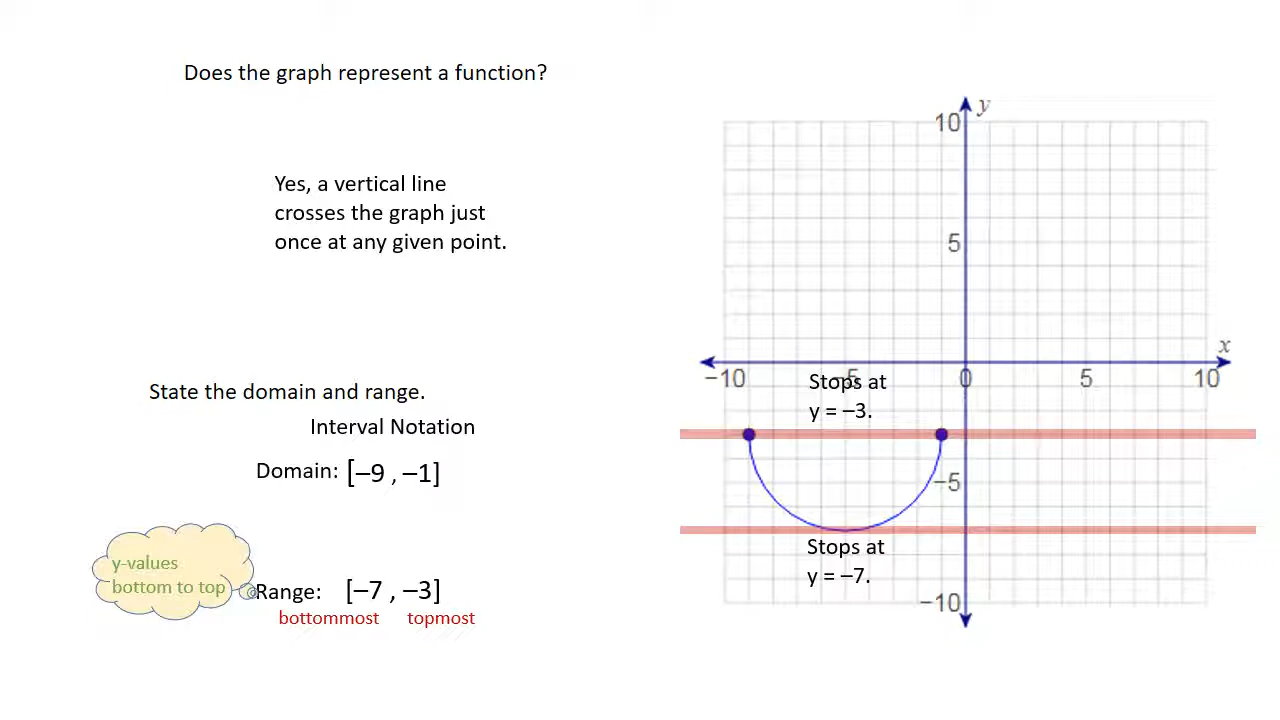 Does the graph represent a function?
Yes, a vertical line
crosses the graph just
once at any given point.
State the domain and range.
Interval Notation
Domain: [−9 , −1]
y-values
bottom to top
Range: [−7 , −3]
bottommost topmost
y
10
5
x
−10 −5 0 5 10
Stops at
y = −3.
−5
Stops at
y = −7.
−10